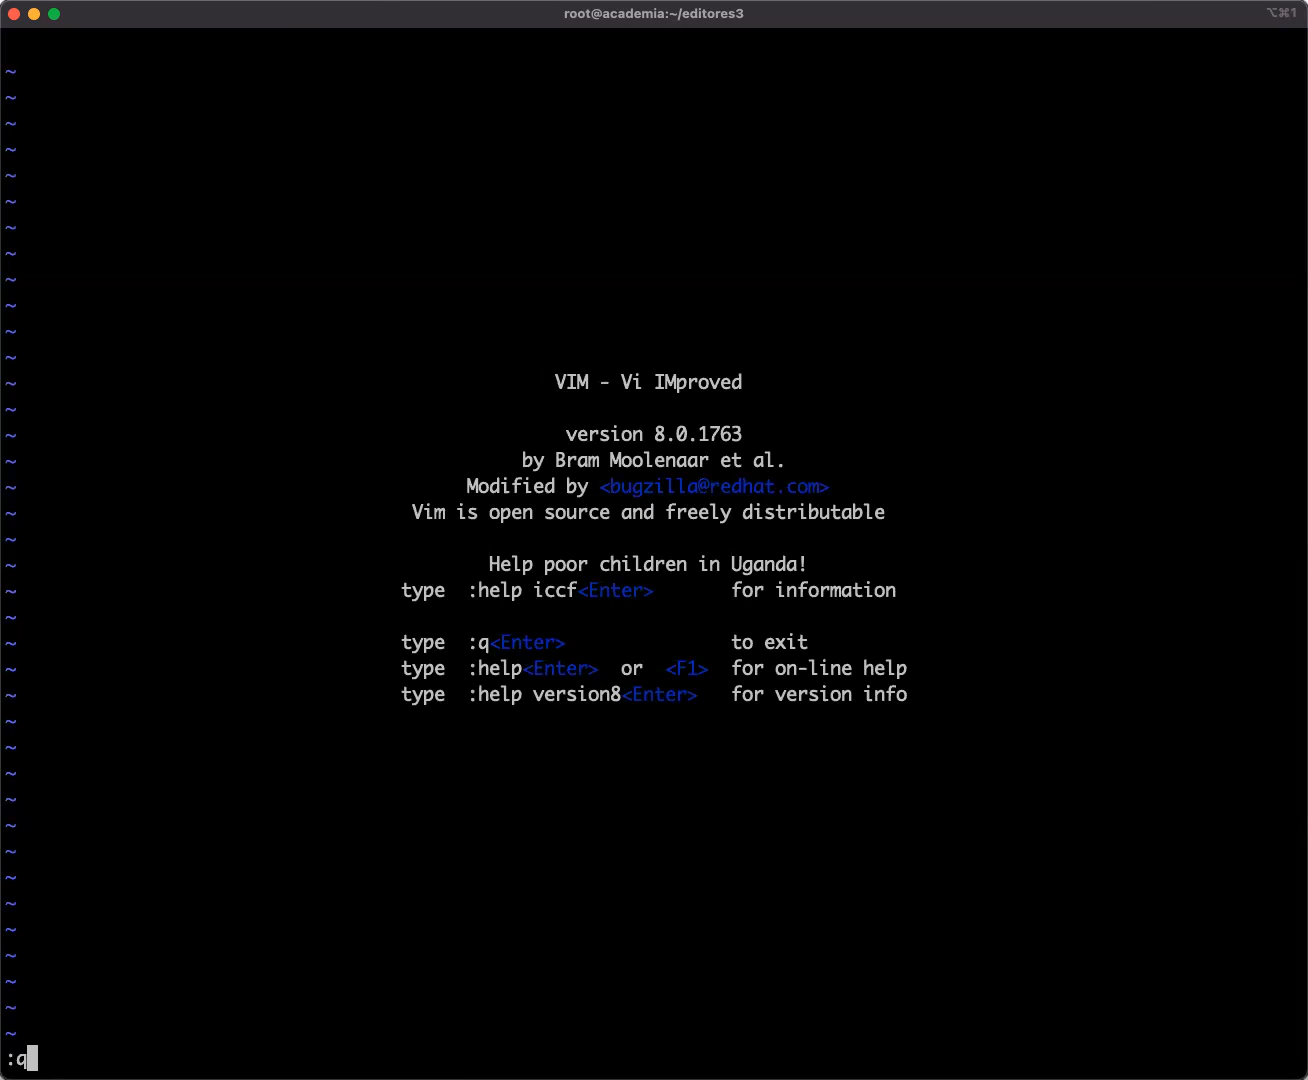 root@academia:~/editores3
⌥⌘1
~
~
~
~
~
~
~
~
~
~
~
~
~ VIM - Vi IMproved
~
~ version 8.0.1763
~ by Bram Moolenaar et al.
~ Modified by <bugzilla@redhat.com>
~ Vim is open source and freely distributable
~
~ Help poor children in Uganda!
~ type :help iccf<Enter> for information
~
~ type :q<Enter> to exit
~ type :help<Enter> or <F1> for on-line help
~ type :help version8<Enter> for version info
~
~
~
~
~
~
~
~
~
~
~
~
~
:q